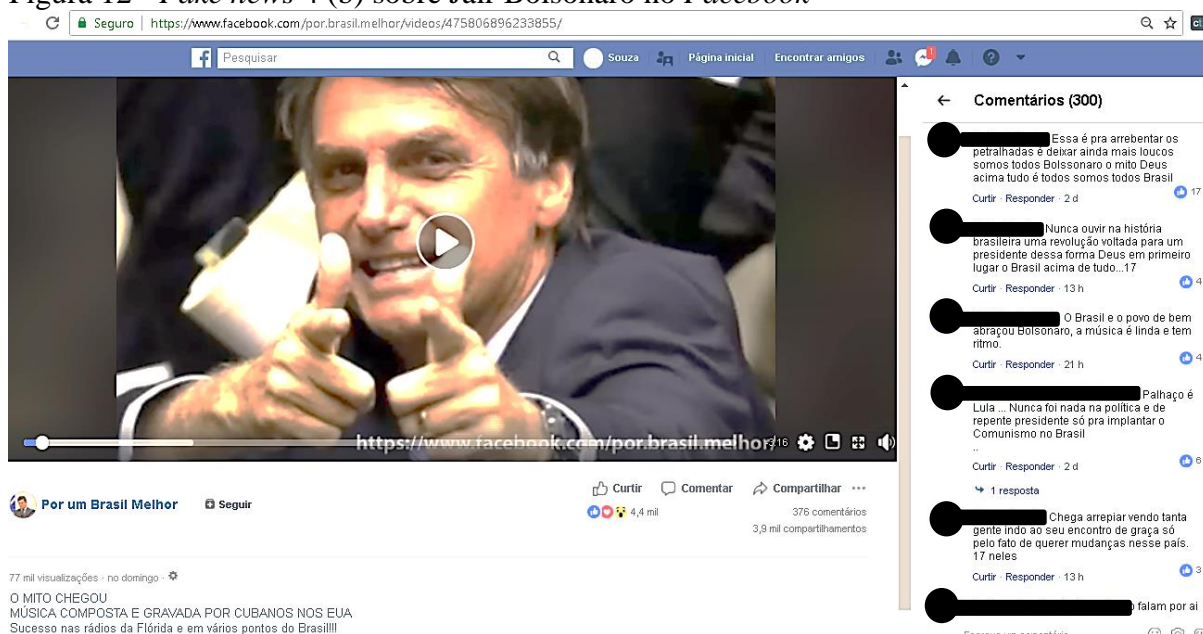 Figura 12 - Fake news 4 (b) sobre Jair Bolsonaro no Facebook
Seguro | https://www.facebook.com/por.brasil.melhor/videos/475806896233855/
Pesquisar
Souza
Página inicial
Encontrar amigos
1
https://www.facebook.com/por.brasil.melhor/
Por um Brasil Melhor
Seguir
Curtir
Comentar
Compartilhar
4,4 mil
376 comentários
3,9 mil compartilhamentos
77 mil visualizações · no domingo ·
O MITO CHEGOU
MÚSICA COMPOSTA E GRAVADA POR CUBANOS NOS EUA
Sucesso nas rádios da Flórida e em vários pontos do Brasil!!!!
Comentários (300)
Essa é pra arrebentar os
petralhadas é deixar ainda mais loucos
somos todos Bolssonaro o mito Deus
acima tudo é todos somos todos Brasil
17
Curtir · Responder · 2 d
Nunca ouvir na história
brasileira uma revolução voltada para um
presidente dessa forma Deus em primeiro
lugar o Brasil acima de tudo...17
4
Curtir · Responder · 13 h
O Brasil e o povo de bem
abraçou Bolsonaro, a música é linda e tem
ritmo.
4
Curtir · Responder · 21 h
Palhaço é
Lula ... Nunca foi nada na política e de
repente presidente só pra implantar o
Comunismo no Brasil
..
6
Curtir · Responder · 2 d
1 resposta
Chega arrepiar vendo tanta
gente indo ao seu encontro de graça só
pelo fato de querer mudanças nesse país.
17 neles
3
Curtir · Responder · 13 h
falam por ai